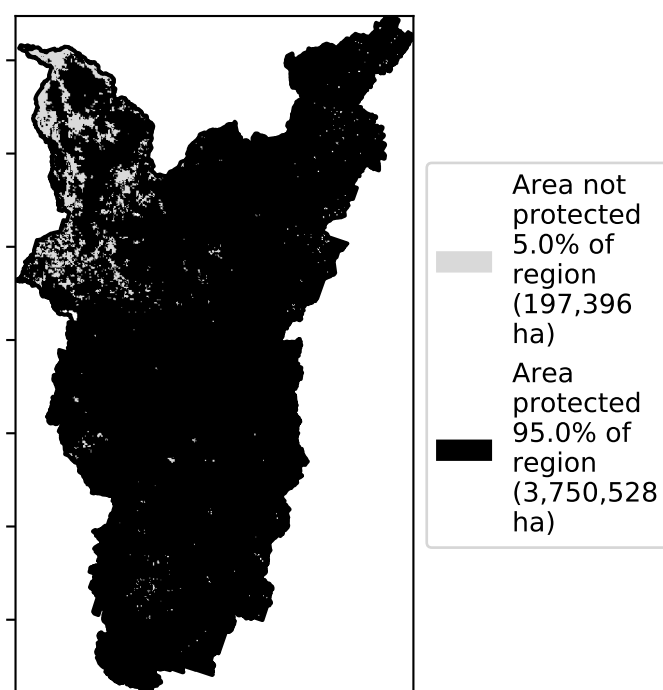 Area not
protected
5.0% of
region
(197,396
ha)
Area
protected
95.0% of
region
(3,750,528
ha)